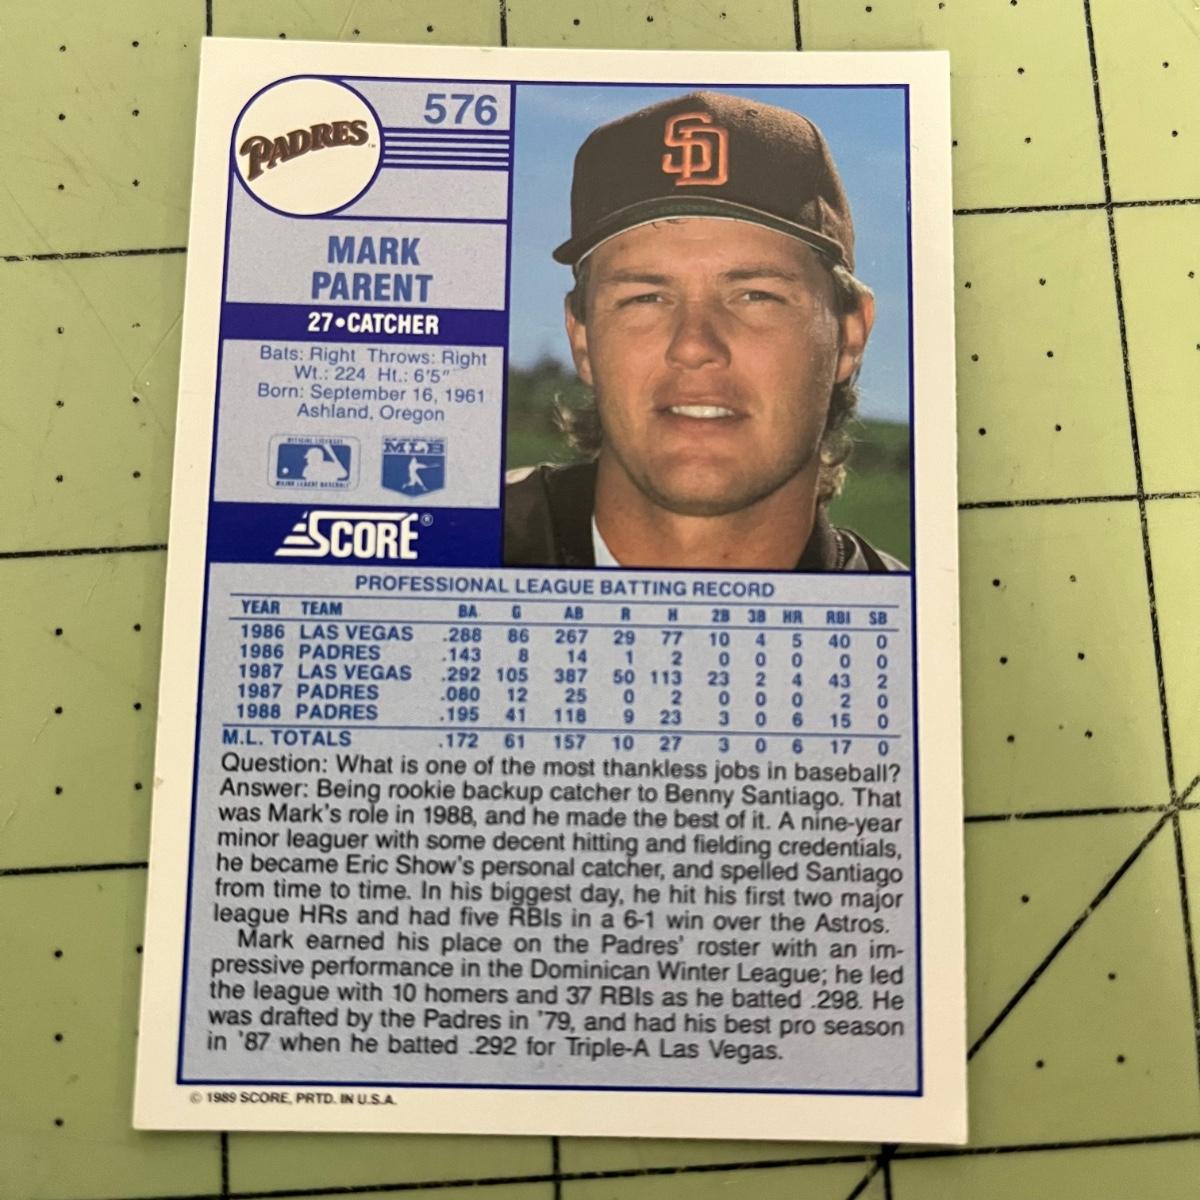 PADRES
576
SD
MARK
PARENT
27•CATCHER
Bats: Right Throws: Right
Wt.: 224 Ht.: 6'5"
Born: September 16, 1961
Ashland, Oregon
MLB
SCORE®
PROFESSIONAL LEAGUE BATTING RECORD
YEAR TEAM BA G AB R H 2B 3B HR RBI SB
1986 LAS VEGAS .288 86 267 29 77 10 4 5 40 0
1986 PADRES .143 8 14 1 2 0 0 0 0 0
1987 LAS VEGAS .292 105 387 50 113 23 2 4 43 2
1987 PADRES .080 12 25 0 2 0 0 0 2 0
1988 PADRES .195 41 118 9 23 3 0 6 15 0
M.L. TOTALS .172 61 157 10 27 3 0 6 17 0
Question: What is one of the most thankless jobs in baseball?
Answer: Being rookie backup catcher to Benny Santiago. That
was Mark's role in 1988, and he made the best of it. A nine-year
minor leaguer with some decent hitting and fielding credentials,
he became Eric Show's personal catcher, and spelled Santiago
from time to time. In his biggest day, he hit his first two major
league HRs and had five RBIs in a 6-1 win over the Astros.
Mark earned his place on the Padres' roster with an im-
pressive performance in the Dominican Winter League; he led
the league with 10 homers and 37 RBIs as he batted .298. He
was drafted by the Padres in '79, and had his best pro season
in '87 when he batted .292 for Triple-A Las Vegas.
© 1989 SCORE, PRTD. IN U.S.A.